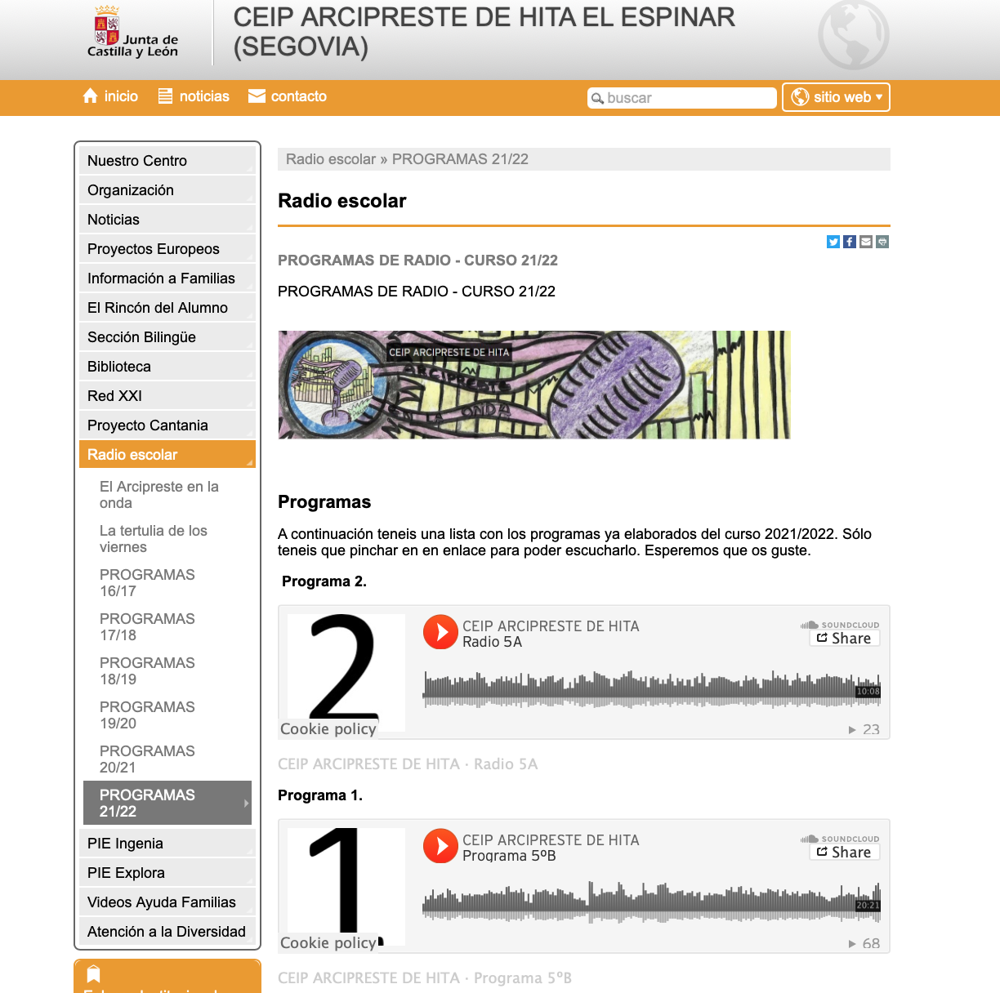 Junta de
Castilla y León
CEIP ARCIPRESTE DE HITA EL ESPINAR
(SEGOVIA)
inicio
noticias
contacto
buscar
sitio web
Nuestro Centro
Organización
Noticias
Proyectos Europeos
Información a Familias
El Rincón del Alumno
Sección Bilingüe
Biblioteca
Red XXI
Proyecto Cantania
Radio escolar
El Arcipreste en la
onda
La tertulia de los
viernes
PROGRAMAS
16/17
PROGRAMAS
17/18
PROGRAMAS
18/19
PROGRAMAS
19/20
PROGRAMAS
20/21
PROGRAMAS
21/22
PIE Ingenia
PIE Explora
Videos Ayuda Familias
Atención a la Diversidad
Radio escolar » PROGRAMAS 21/22
Radio escolar
PROGRAMAS DE RADIO - CURSO 21/22
PROGRAMAS DE RADIO - CURSO 21/22
CEIP ARCIPRESTE DE HITA
ARCIPRESTE
EN LA ONDA
Programas
A continuación teneis una lista con los programas ya elaborados del curso 2021/2022. Sólo
teneis que pinchar en en enlace para poder escucharlo. Esperemos que os guste.
Programa 2.
2
CEIP ARCIPRESTE DE HITA
Radio 5A
SOUNDCLOUD
Share
10:08
Cookie policy
23
CEIP ARCIPRESTE DE HITA · Radio 5A
Programa 1.
1.
CEIP ARCIPRESTE DE HITA
Programa 5ºB
SOUNDCLOUD
Share
20:21
Cookie policy
68
CEIP ARCIPRESTE DE HITA · Programa 5ºB